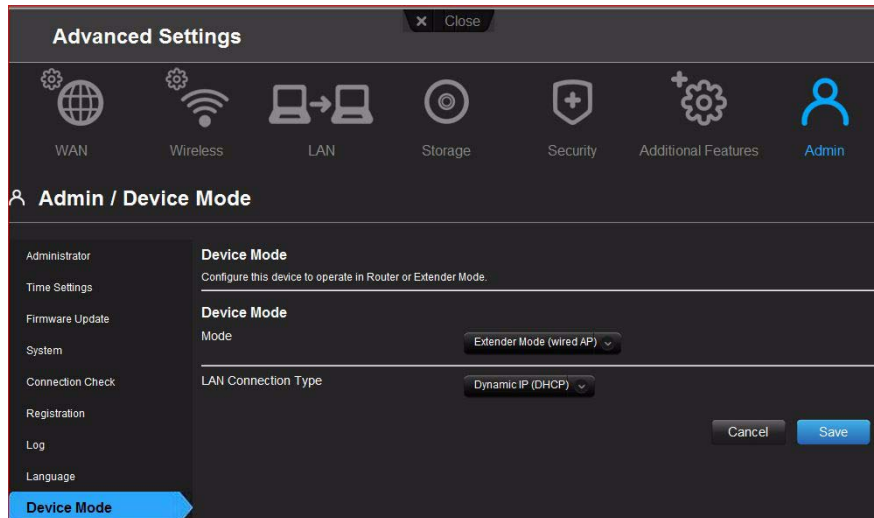 × Close
Advanced Settings
WAN Wireless LAN Storage Security Additional Features Admin
Admin / Device Mode
Administrator
Time Settings
Firmware Update
System
Connection Check
Registration
Log
Language
Device Mode
Device Mode
Configure this device to operate in Router or Extender Mode.
Device Mode
Mode Extender Mode (wired AP)
LAN Connection Type Dynamic IP (DHCP)
Cancel Save